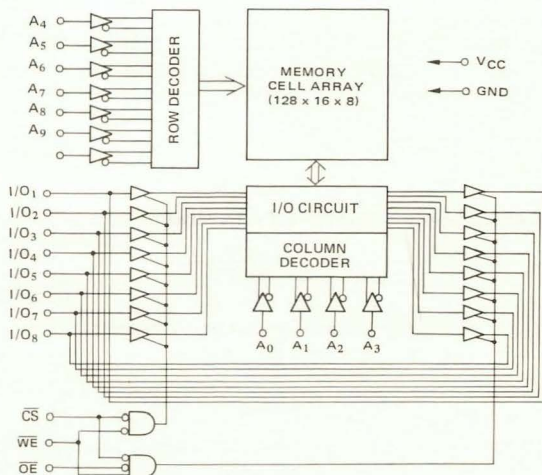 A4
A5
A6
A7
A8
A9
ROW DECODER
MEMORY
CELL ARRAY
(128 x 16 x 8)
VCC
GND
I/O1
I/O2
I/O3
I/O4
I/O5
I/O6
I/O7
I/O8
I/O CIRCUIT
COLUMN
DECODER
A0
A1
A2
A3
CS
WE
OE